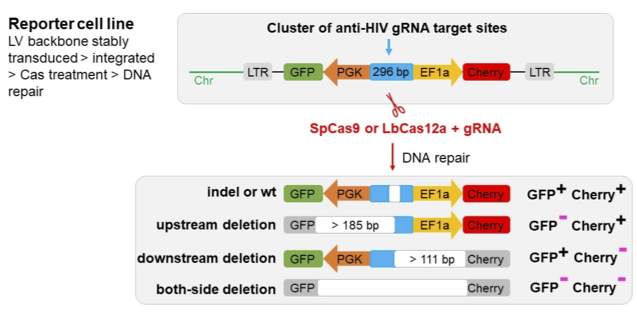 Reporter cell line
LV backbone stably
transduced > integrated
> Cas treatment > DNA
repair
Cluster of anti-HIV gRNA target sites
Chr LTR GFP PGK 296 bp EF1a Cherry LTR Chr
SpCas9 or LbCas12a + gRNA
DNA repair
indel or wt GFP PGK EF1a Cherry GFP+ Cherry+
upstream deletion GFP > 185 bp EF1a Cherry GFP- Cherry+
downstream deletion GFP PGK > 111 bp Cherry GFP+ Cherry-
both-side deletion GFP Cherry GFP- Cherry-